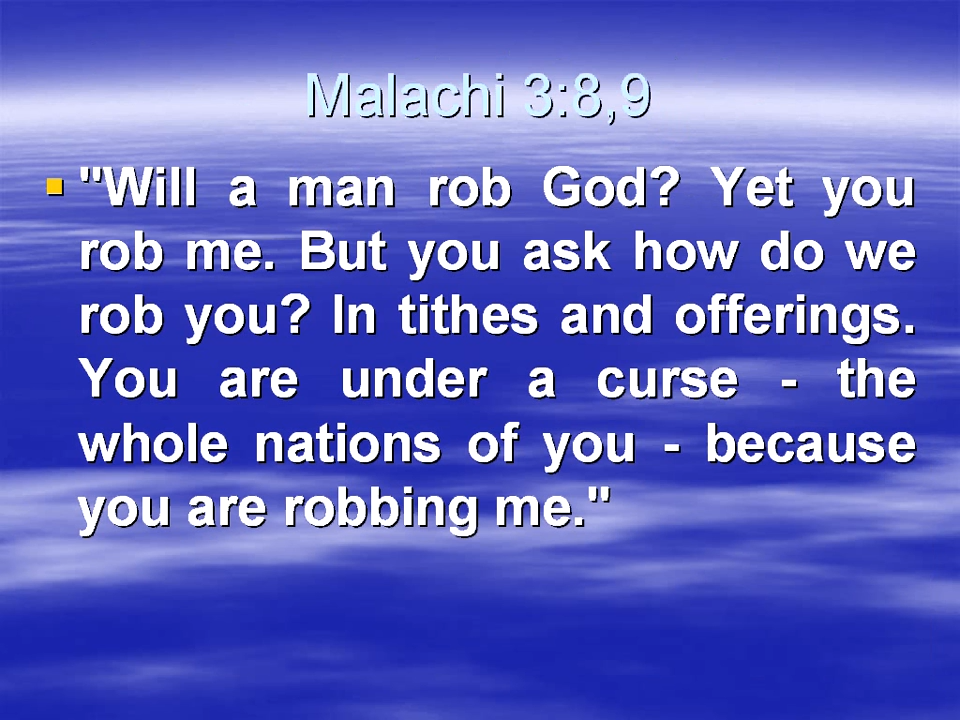 Malachi 3:8,9
"Will a man rob God? Yet you
rob me. But you ask how do we
rob you? In tithes and offerings.
You are under a curse - the
whole nations of you - because
you are robbing me."